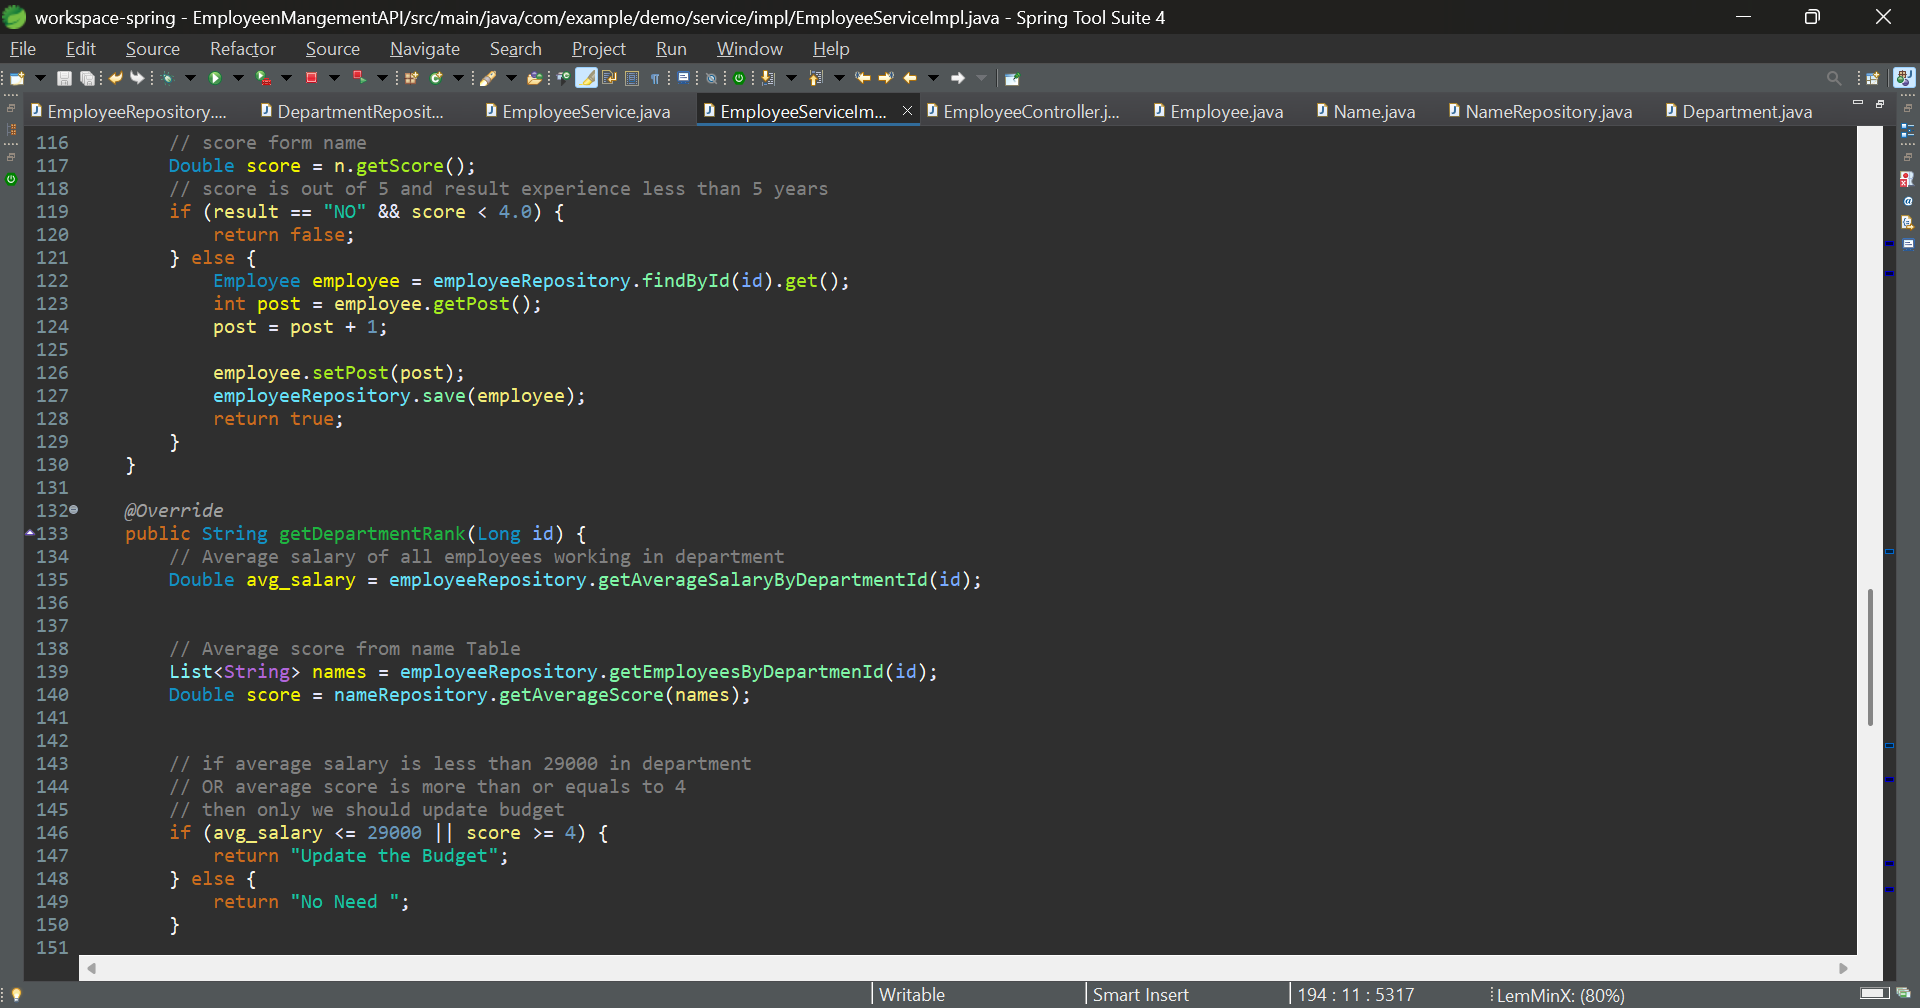 workspace-spring - EmployeenMangementAPI/src/main/java/com/example/demo/service/impl/EmployeeServiceImpl.java - Spring Tool Suite 4
File Edit Source Refactor Source Navigate Search Project Run Window Help
EmployeeRepository.... DepartmentReposit... EmployeeService.java EmployeeServiceIm... EmployeeController.j... Employee.java Name.java NameRepository.java Department.java
116 // score form name
117 Double score = n.getScore();
118 // score is out of 5 and result experience less than 5 years
119 if (result == "NO" && score < 4.0) {
120 return false;
121 } else {
122 Employee employee = employeeRepository.findById(id).get();
123 int post = employee.getPost();
124 post = post + 1;
125
126 employee.setPost(post);
127 employeeRepository.save(employee);
128 return true;
129 }
130 }
131
132 @Override
133 public String getDepartmentRank(Long id) {
134 // Average salary of all employees working in department
135 Double avg_salary = employeeRepository.getAverageSalaryByDepartmentId(id);
136
137
138 // Average score from name Table
139 List<String> names = employeeRepository.getEmployeesByDepartmenId(id);
140 Double score = nameRepository.getAverageScore(names);
141
142
143 // if average salary is less than 29000 in department
144 // OR average score is more than or equals to 4
145 // then only we should update budget
146 if (avg_salary <= 29000 || score >= 4) {
147 return "Update the Budget";
148 } else {
149 return "No Need ";
150 }
151
Writable Smart Insert 194 : 11 : 5317 LemMinX: (80%)